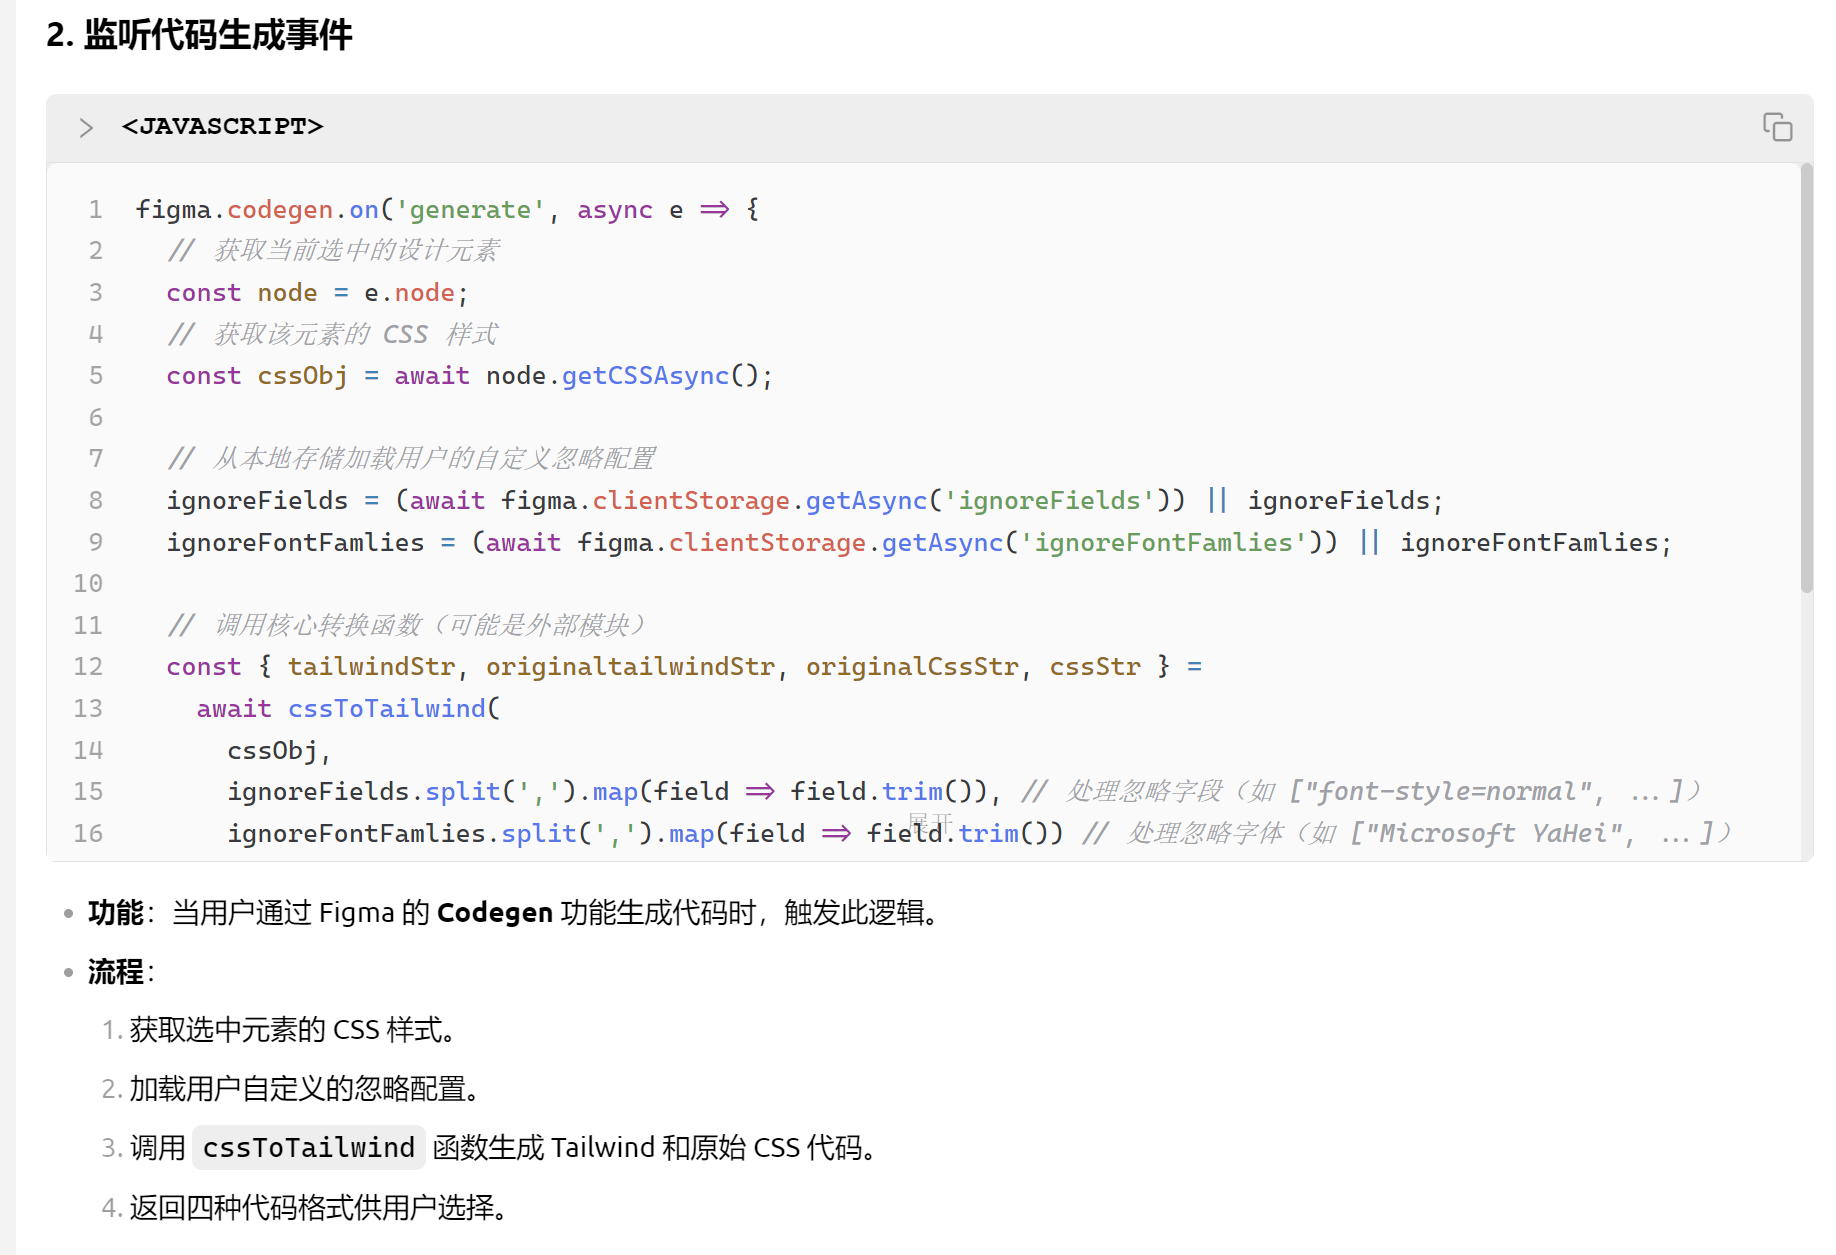 2. 监听代码生成事件
<JAVASCRIPT>
1 figma.codegen.on('generate', async e => {
2 // 获取当前选中的设计元素
3 const node = e.node;
4 // 获取该元素的 CSS 样式
5 const cssObj = await node.getCSSAsync();
6
7 // 从本地存储加载用户的自定义忽略配置
8 ignoreFields = (await figma.clientStorage.getAsync('ignoreFields')) || ignoreFields;
9 ignoreFontFamlies = (await figma.clientStorage.getAsync('ignoreFontFamlies')) || ignoreFontFamlies;
10
11 // 调用核心转换函数（可能是外部模块）
12 const { tailwindStr, originaltailwindStr, originalCssStr, cssStr } =
13 await cssToTailwind(
14 cssObj,
15 ignoreFields.split(',').map(field => field.trim()), // 处理忽略字段（如 ["font-style=normal", ...]）
展开
16 ignoreFontFamlies.split(',').map(field => field.trim()) // 处理忽略字体（如 ["Microsoft YaHei", ...]）
• 功能：当用户通过 Figma 的 Codegen 功能生成代码时，触发此逻辑。
• 流程：
1. 获取选中元素的 CSS 样式。
2. 加载用户自定义的忽略配置。
3. 调用 cssToTailwind 函数生成 Tailwind 和原始 CSS 代码。
4. 返回四种代码格式供用户选择。